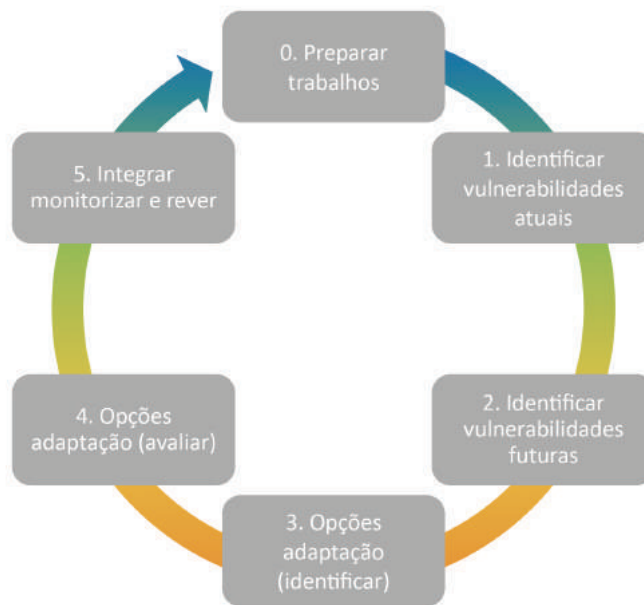 0. Preparar
trabalhos
1. Identificar
vulnerabilidades
atuais
2. Identificar
vulnerabilidades
futuras
3. Opções
adaptação
(identificar)
4. Opções
adaptação (avaliar)
5. Integrar
monitorizar e rever